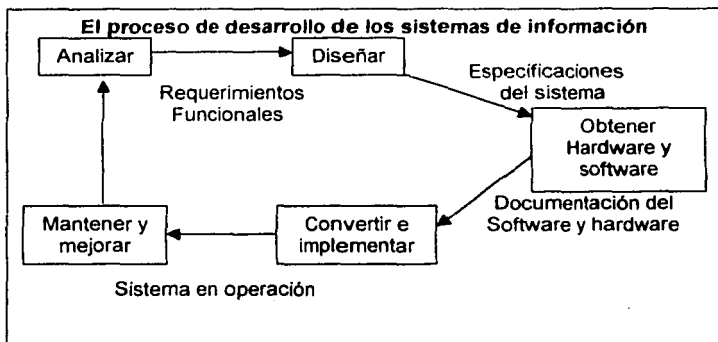 El proceso de desarrollo de los sistemas de información
Analizar
Diseñar
Requerimientos
Funcionales
Especificaciones
del sistema
Obtener
Hardware y
software
Documentación del
Software y hardware
Convertir e
implementar
Mantener y
mejorar
Sistema en operación